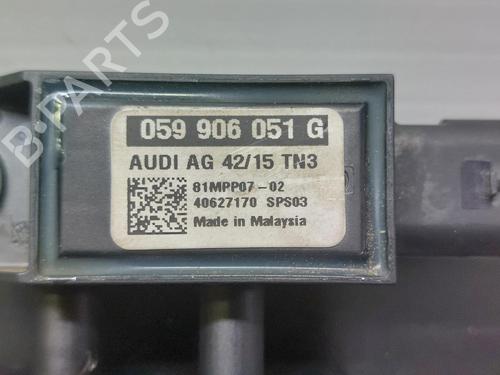 B-PARTS
059 906 051 G
AUDI AG 42/15 TN3
81MPP07-02
40627170 SPS03
Made in Malaysia